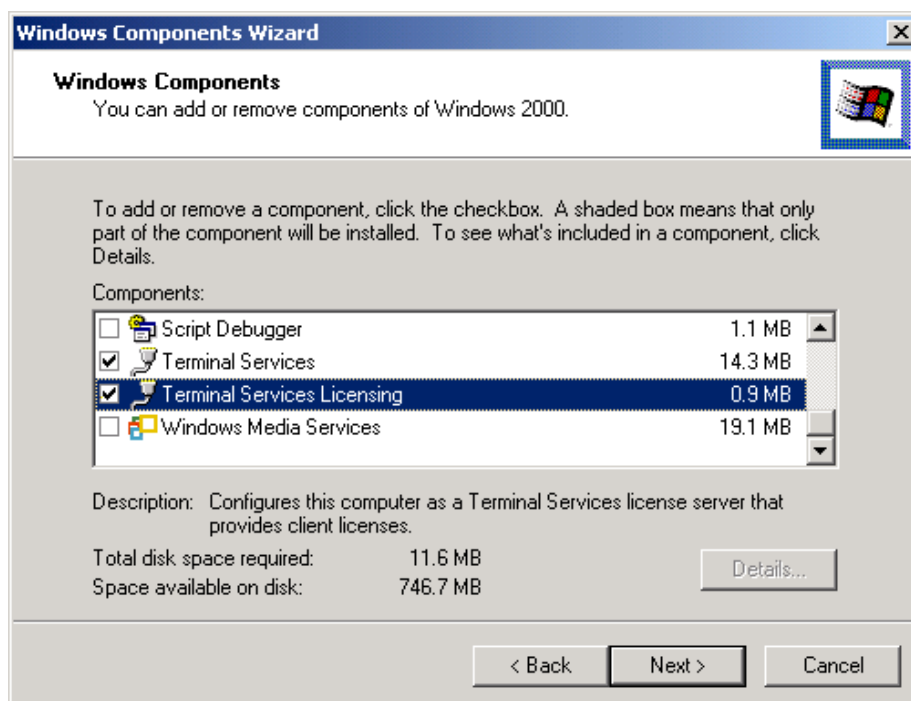 Windows Components Wizard
Windows Components
You can add or remove components of Windows 2000.
To add or remove a component, click the checkbox. A shaded box means that only
part of the component will be installed. To see what's included in a component, click
Details.
Components:
Script Debugger 1.1 MB
Terminal Services 14.3 MB
Terminal Services Licensing 0.9 MB
Windows Media Services 19.1 MB
Description: Configures this computer as a Terminal Services license server that
provides client licenses.
Total disk space required: 11.6 MB
Space available on disk: 746.7 MB
Details...
< Back Next > Cancel